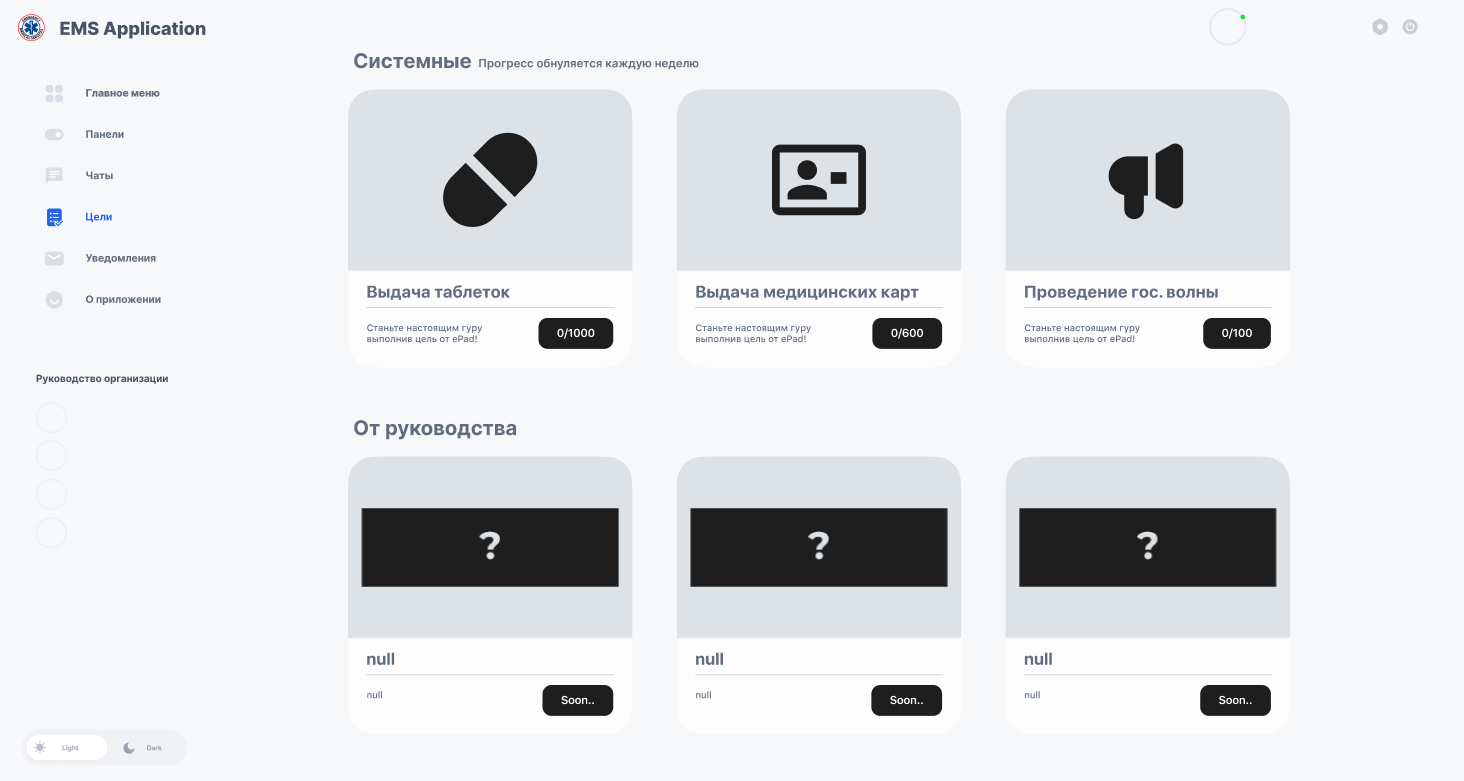 EMS Application
Главное меню
Панели
Чаты
Цели
Уведомления
О приложении
Руководство организации
Light
Dark
Системные Прогресс обнуляется каждую неделю
Выдача таблеток
Станьте настоящим гуру
выполнив цель от ePad!
0/1000
Выдача медицинских карт
Станьте настоящим гуру
выполнив цель от ePad!
0/600
Проведение гос. волны
Станьте настоящим гуру
выполнив цель от ePad!
0/100
От руководства
?
null
null
Soon..
?
null
null
Soon..
?
null
null
Soon..